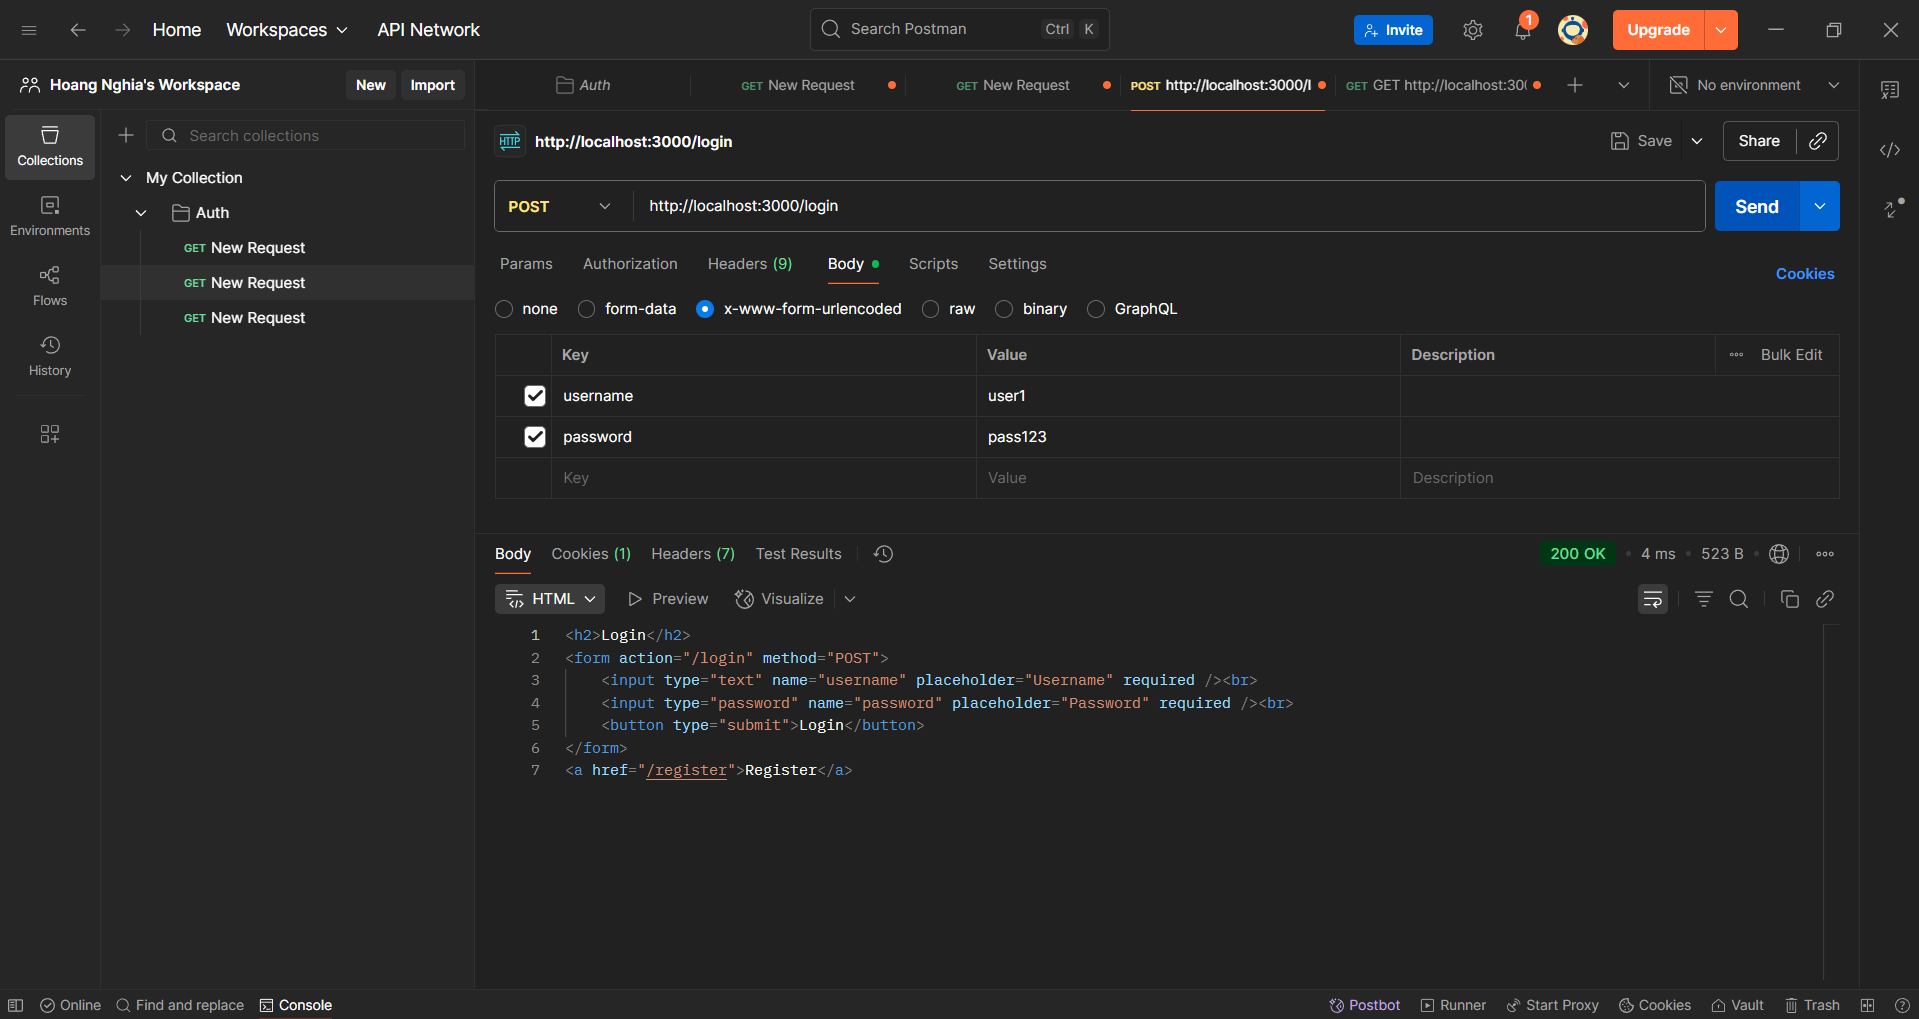 Home Workspaces API Network Search Postman Ctrl K Invite 1 Upgrade
Hoang Nghia's Workspace New Import Auth GET New Request GET New Request POST http://localhost:3000/l GET GET http://localhost:30 No environment
Collections Search collections HTTP http://localhost:3000/login Save Share
My Collection
Auth
GET New Request
GET New Request
GET New Request
Environments
Flows
History
POST http://localhost:3000/login Send
Params Authorization Headers (9) Body Scripts Settings Cookies
none form-data x-www-form-urlencoded raw binary GraphQL
Key Value Description Bulk Edit
username user1
password pass123
Key Value Description
Body Cookies (1) Headers (7) Test Results 200 OK 4 ms 523 B
HTML Preview Visualize
1 <h2>Login</h2>
2 <form action="/login" method="POST">
3 <input type="text" name="username" placeholder="Username" required /><br>
4 <input type="password" name="password" placeholder="Password" required /><br>
5 <button type="submit">Login</button>
6 </form>
7 <a href="/register">Register</a>
Online Find and replace Console Postbot Runner Start Proxy Cookies Vault Trash